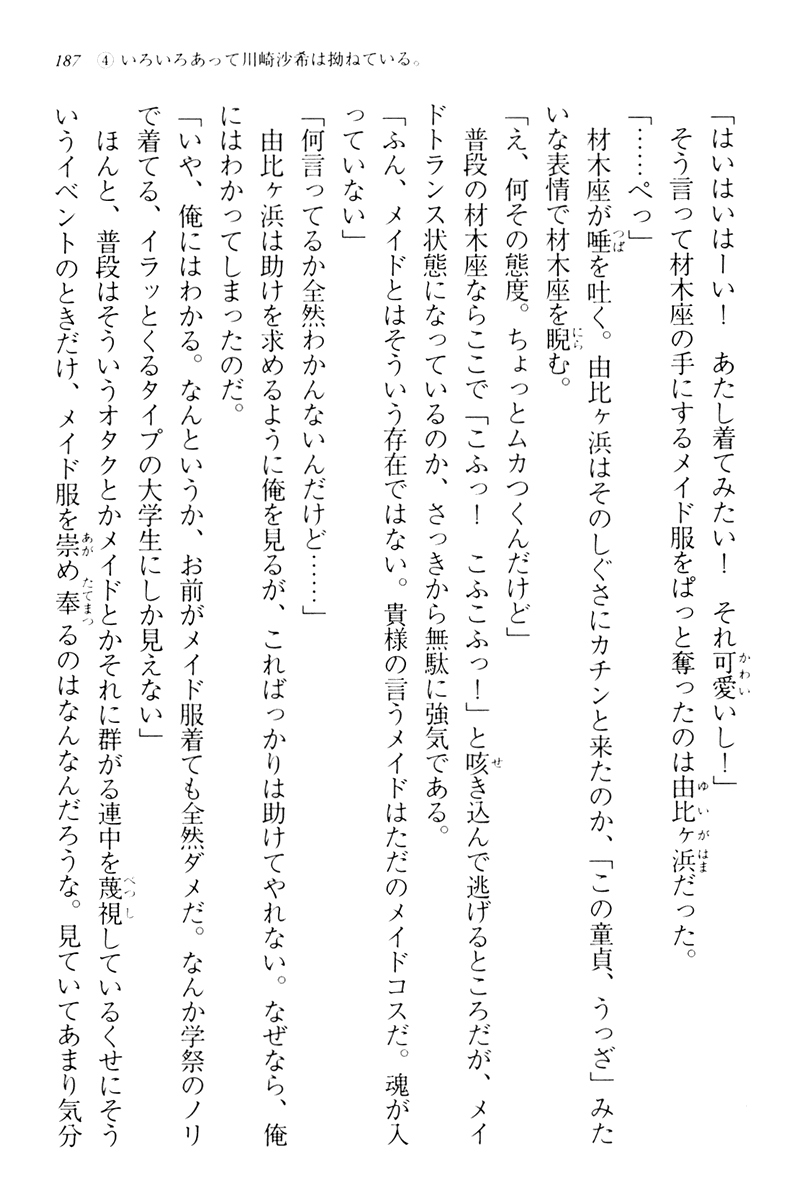 187 ④いろいろあって川崎沙希は拗ねている。
「はいはいはーい！　あたし着てみたい！　それ可愛いし！」
　そう言って材木座の手にするメイド服をぱっと奪ったのは由比ヶ浜だった。
「……ぺっ」
　材木座が唾を吐く。由比ヶ浜はそのしぐさにカチンと来たのか、「この童貞、うっざ」みた
いな表情で材木座を睨む。
「え、何その態度。ちょっとムカつくんだけど」
　普段の材木座ならここで「こふっ！　こふこふっ！」と咳き込んで逃げるところだが、メイ
ドトランス状態になっているのか、さっきから無駄に強気である。
「ふん、メイドとはそういう存在ではない。貴様の言うメイドはただのメイドコスだ。魂が入
っていない」
「何言ってるか全然わかんないんだけど……」
　由比ヶ浜は助けを求めるように俺を見るが、こればっかりは助けてやれない。なぜなら、俺
にはわかってしまったのだ。
「いや、俺にはわかる。なんというか、お前がメイド服着ても全然ダメだ。なんか学祭のノリ
で着てる、イラッとくるタイプの大学生にしか見えない」
　ほんと、普段はそういうオタクとかメイドとかそれに群がる連中を蔑視しているくせにそう
いうイベントのときだけ、メイド服を崇め奉るのはなんなんだろうな。見ていてあまり気分